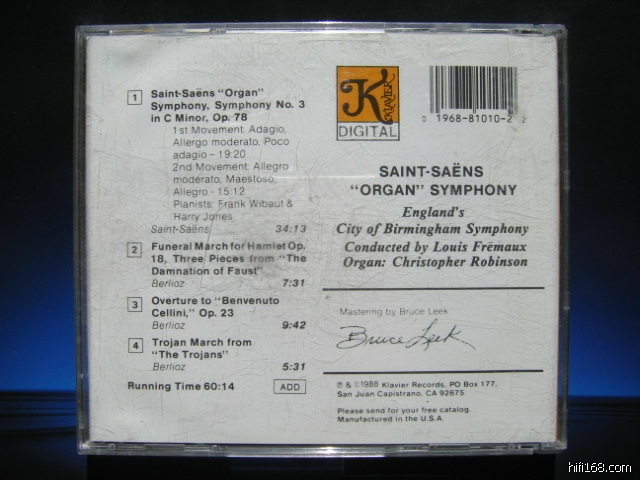 1 Saint-Saëns "Organ"
Symphony, Symphony No. 3
in C Minor, Op. 78
1st Movement: Adagio,
Allergo moderato, Poco
adagio - 19:20
2nd Movement: Allegro
moderato, Maestoso,
Allegro - 15:12
Pianists: Frank Wibaut &
Harry Jones
Saint-Saëns 34:13
2 Funeral March for Hamlet Op.
18, Three Pieces from "The
Damnation of Faust"
Berlioz 7:31
3 Overture to "Benvenuto
Cellini," Op. 23
Berlioz 9:42
4 Trojan March from
"The Trojans"
Berlioz 5:31
Running Time 60:14 ADD
K KLAVIER
DIGITAL
0 1968-81010-2 2
SAINT-SAËNS
"ORGAN" SYMPHONY
England's
City of Birmingham Symphony
Conducted by Louis Frémaux
Organ: Christopher Robinson
Mastering by Bruce Leek
Bruce Leek
℗ & ©1988 Klavier Records, PO Box 177,
San Juan Capistrano, CA 92675
Please send for your free catalog.
Manufactured in the U.S.A.
hifi168.com